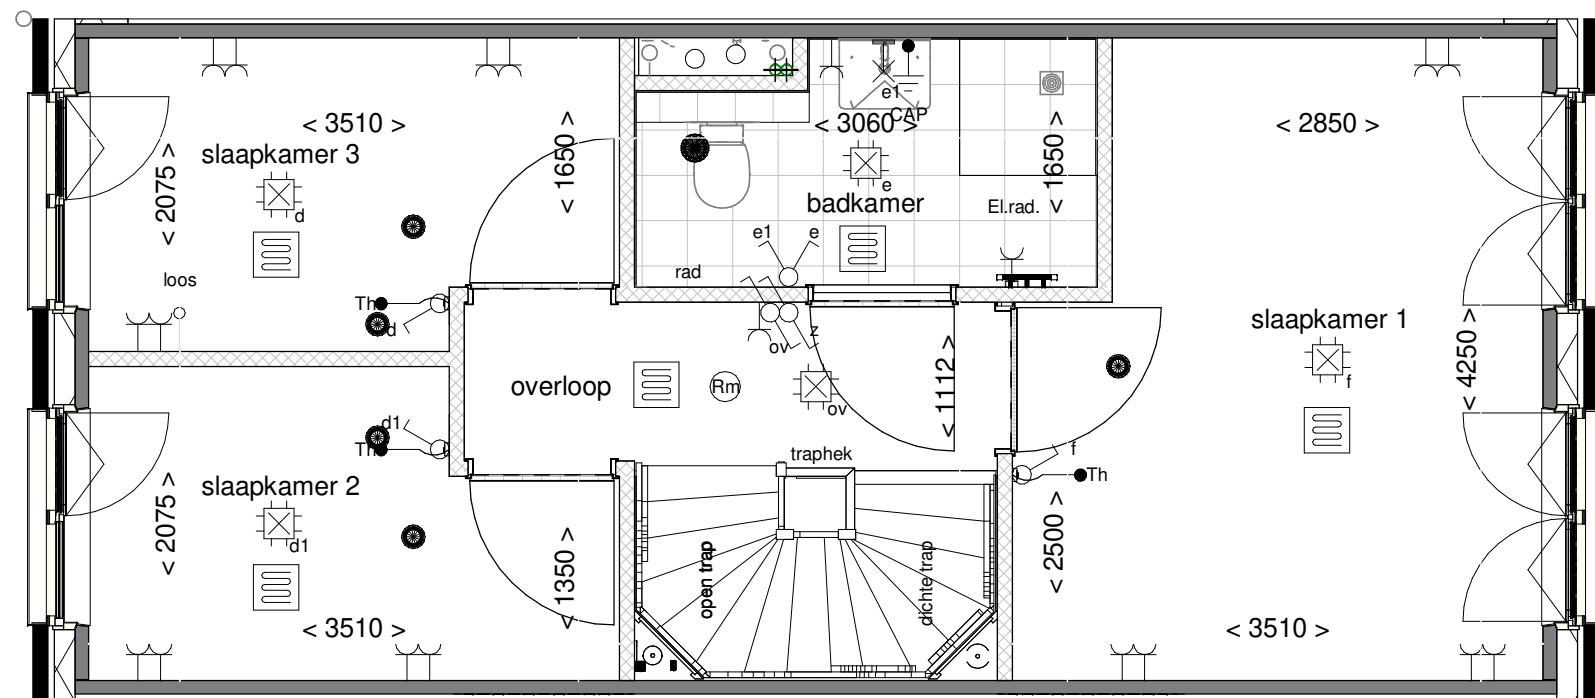 e1
CAP
< 3510 >
< 3060 >
< 2850 >
slaapkamer 3
< 2075 >
< 1650 >
< 1650 >
d
e
badkamer
El.rad.
e1
e
rad
loos
Th
d
ov
z
slaapkamer 1
f
< 4250 >
overloop
Rm
ov
< 1112 >
d1
Th
traphek
f
Th
slaapkamer 2
d1
< 2075 >
< 1350 >
open trap
dichte trap
< 2500 >
< 3510 >
< 3510 >